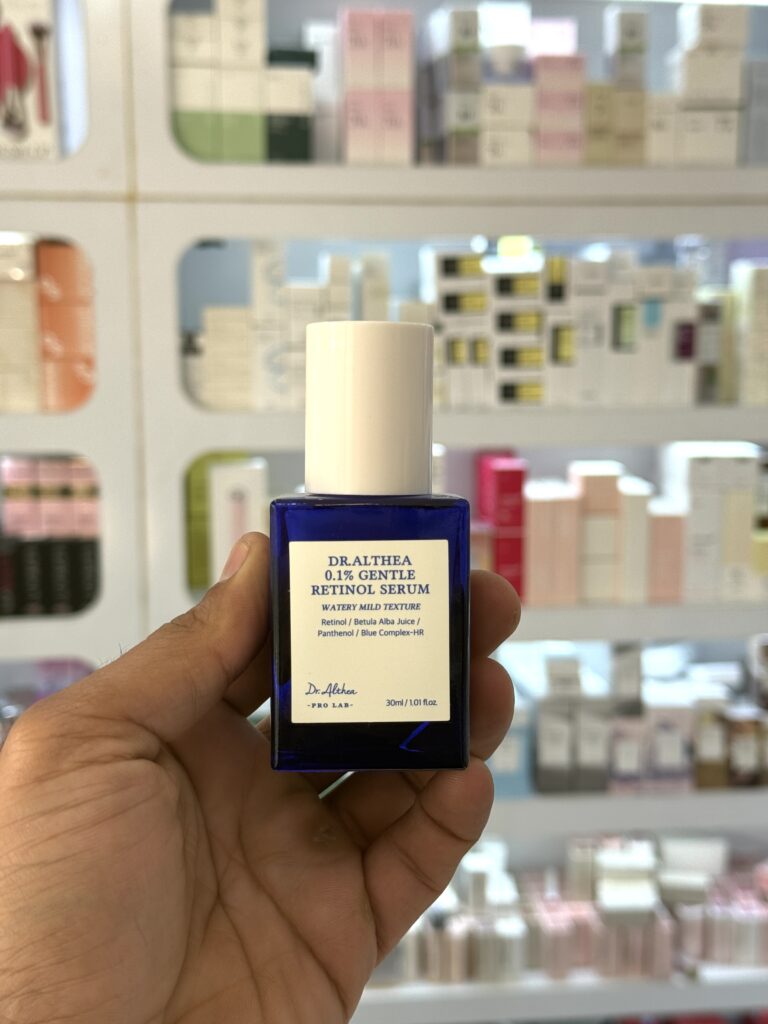 DR.ALTHEA
0.1% GENTLE
RETINOL SERUM
WATERY MILD TEXTURE
Retinol / Betula Alba Juice /
Panthenol / Blue Complex-HR
Dr.Althea
-PRO LAB-
30ml / 1.01 fl.oz.